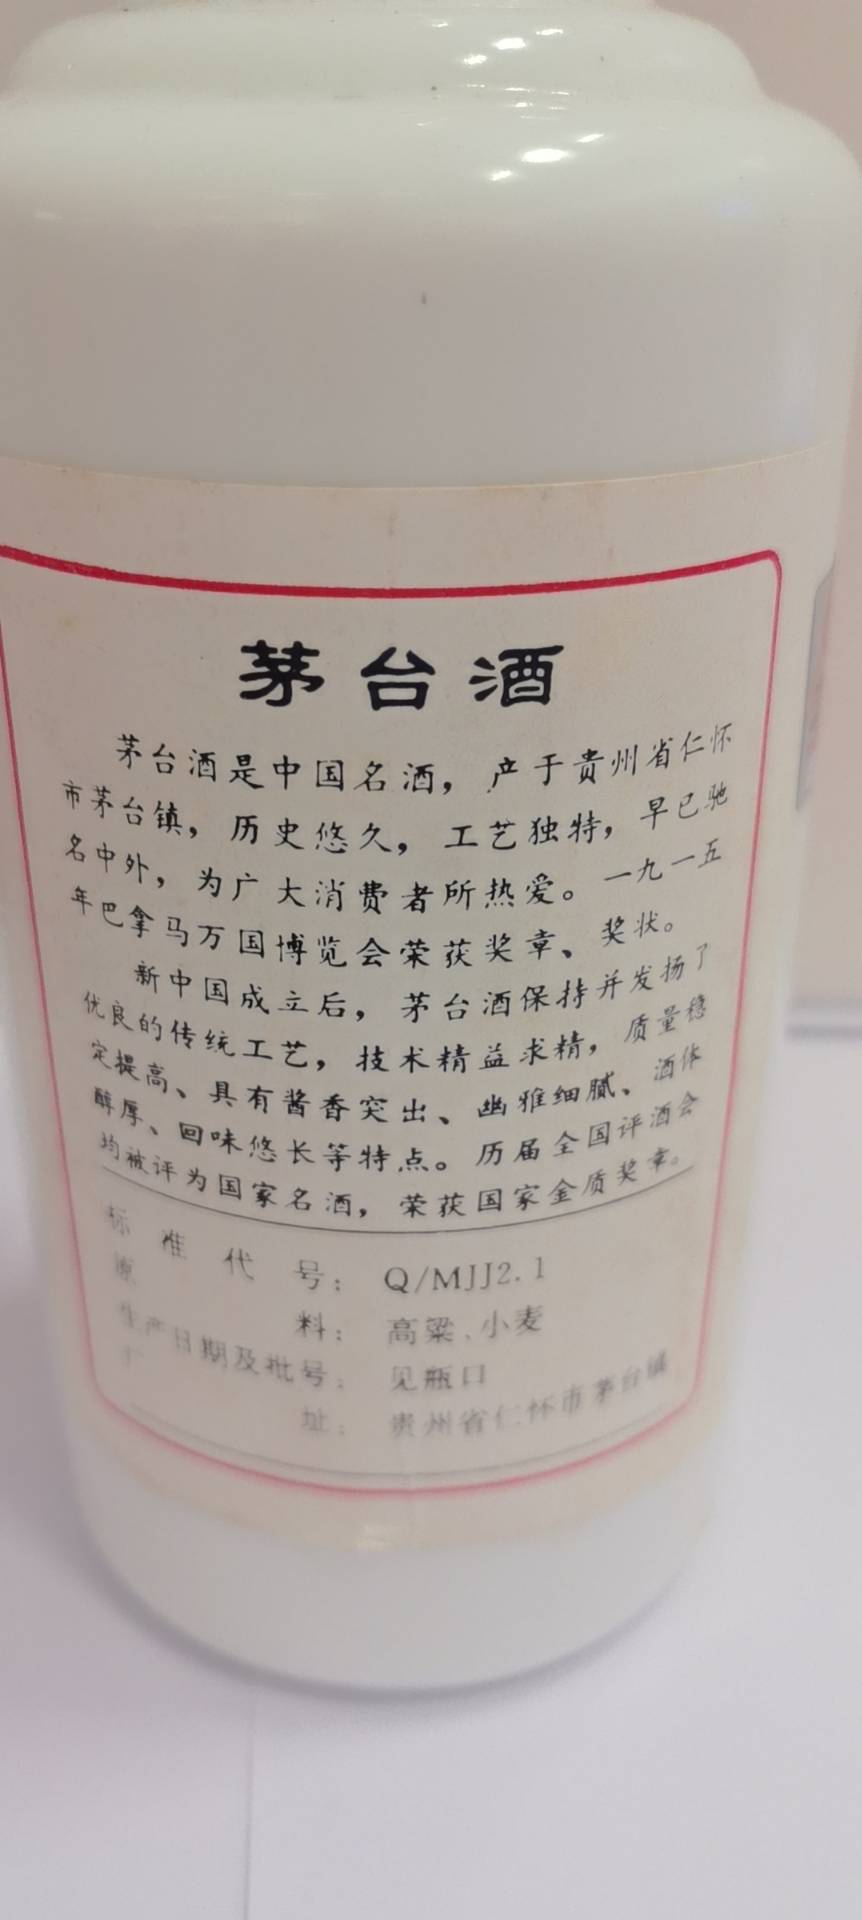 茅台酒
茅台酒是中国名酒，产于贵州省仁怀
市茅台镇，历史悠久，工艺独特，早已驰
名中外，为广大消费者所热爱。一九一五
年巴拿马万国博览会荣获奖章、奖状。
新中国成立后，茅台酒保持并发扬了
优良的传统工艺，技术精益求精，质量稳
定提高、具有酱香突出、幽雅细腻、酒体
醇厚、回味悠长等特点。历届全国评酒会
均被评为国家名酒，荣获国家金质奖章。
标准代号：Q/MJJ2.1
原料：高粱、小麦
生产日期及批号：见瓶口
厂址：贵州省仁怀市茅台镇